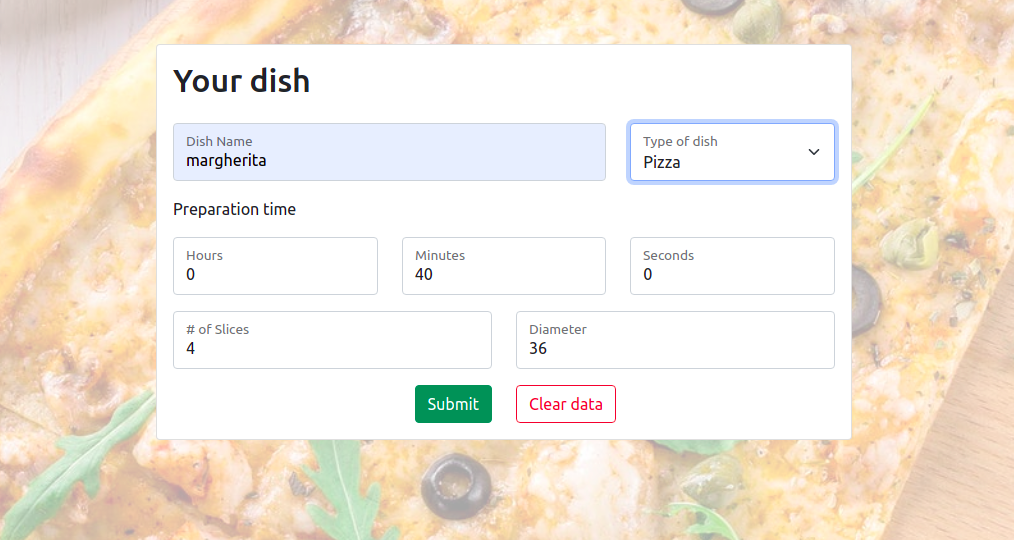 Your dish
Dish Name
margherita
Type of dish
Pizza
Preparation time
Hours
0
Minutes
40
Seconds
0
# of Slices
4
Diameter
36
Submit
Clear data